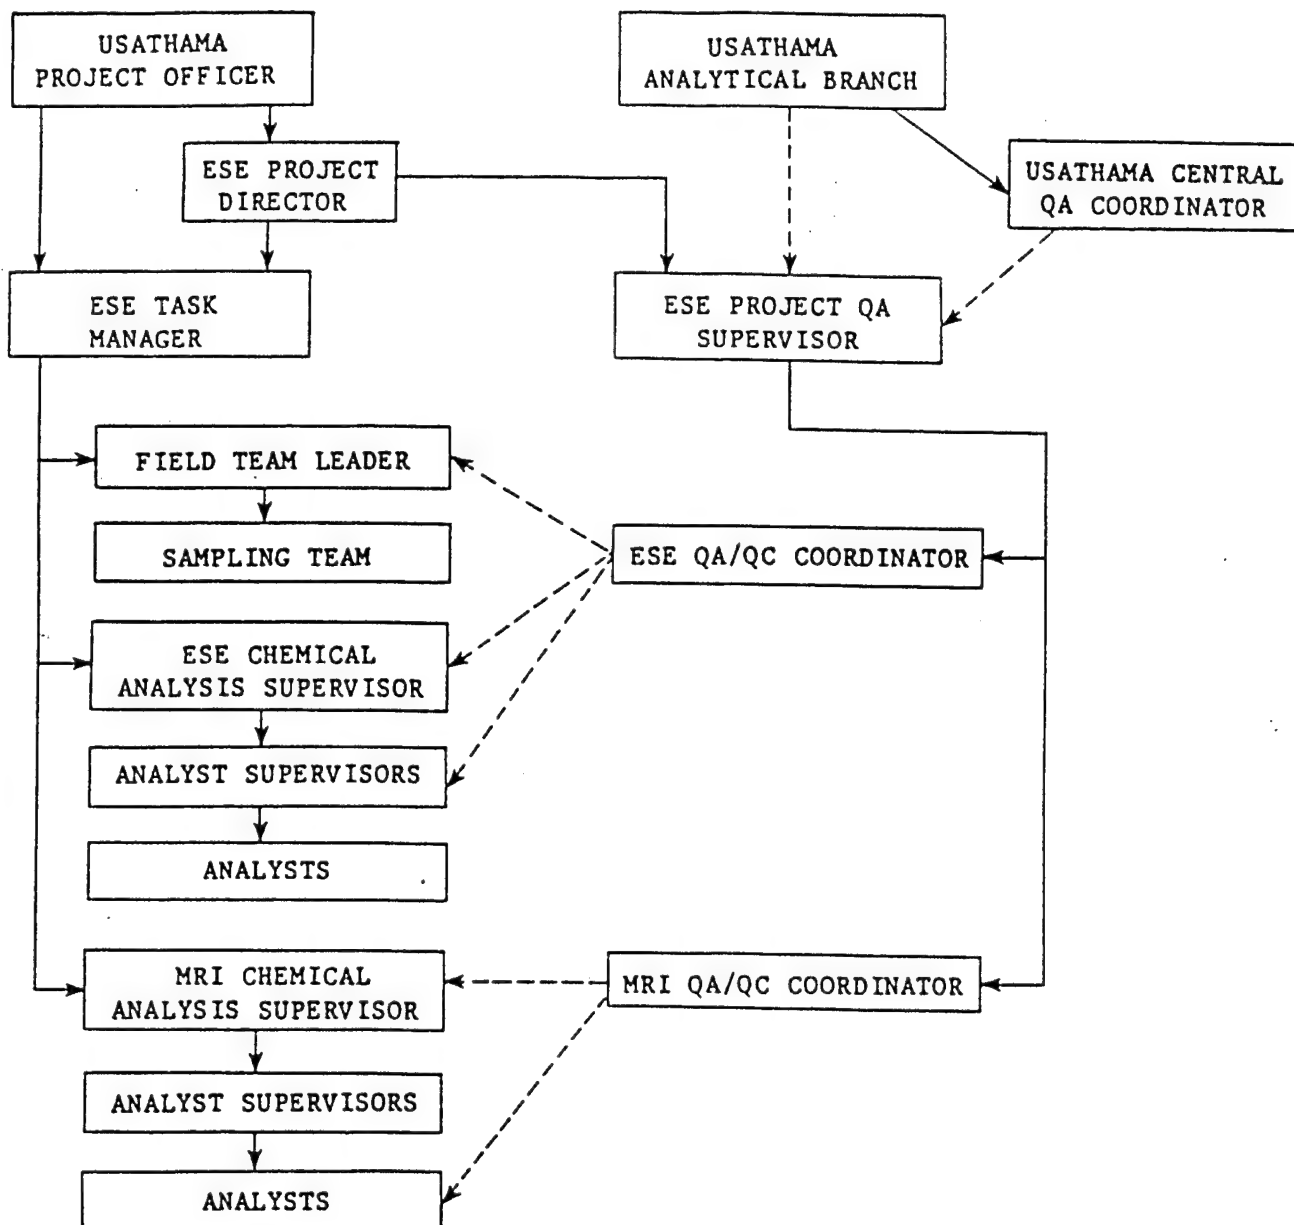 USATHAMA
PROJECT OFFICER
USATHAMA
ANALYTICAL BRANCH
ESE PROJECT
DIRECTOR
USATHAMA CENTRAL
QA COORDINATOR
ESE TASK
MANAGER
ESE PROJECT QA
SUPERVISOR
FIELD TEAM LEADER
SAMPLING TEAM
ESE QA/QC COORDINATOR
ESE CHEMICAL
ANALYSIS SUPERVISOR
ANALYST SUPERVISORS
ANALYSTS
MRI CHEMICAL
ANALYSIS SUPERVISOR
MRI QA/QC COORDINATOR
ANALYST SUPERVISORS
ANALYSTS